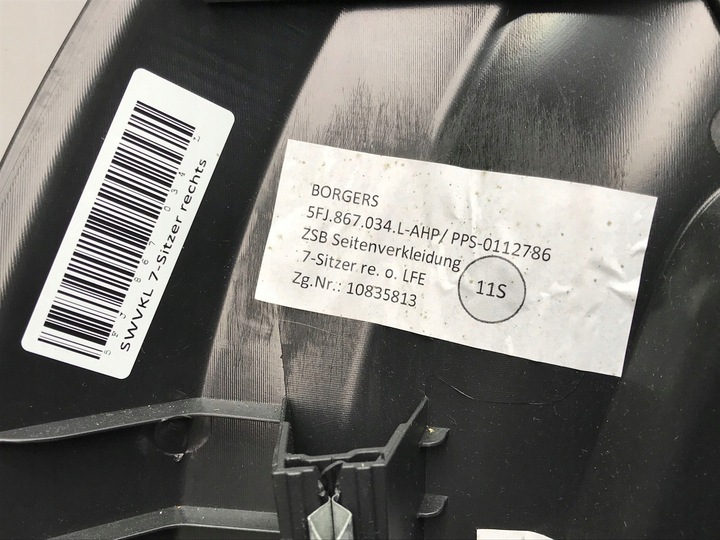 SWVKL 7-Sitzer rechts
BORGERS
5FJ.867.034.L-AHP/ PPS-0112786
ZSB Seitenverkleidung
7-Sitzer re. o. LFE
Zg.Nr.: 10835813
11S